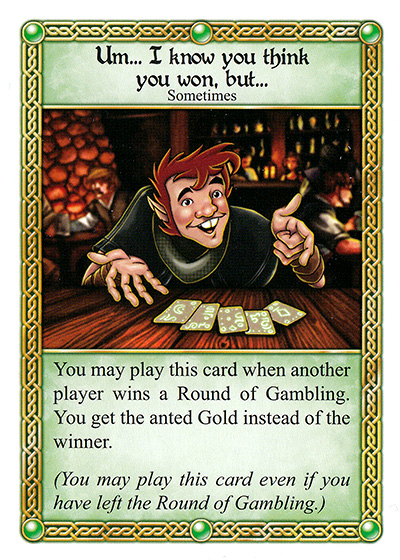 Um... I know you think
you won, but...
Sometimes
You may play this card when another
player wins a Round of Gambling.
You get the anted Gold instead of the
winner.
(You may play this card even if you
have left the Round of Gambling.)